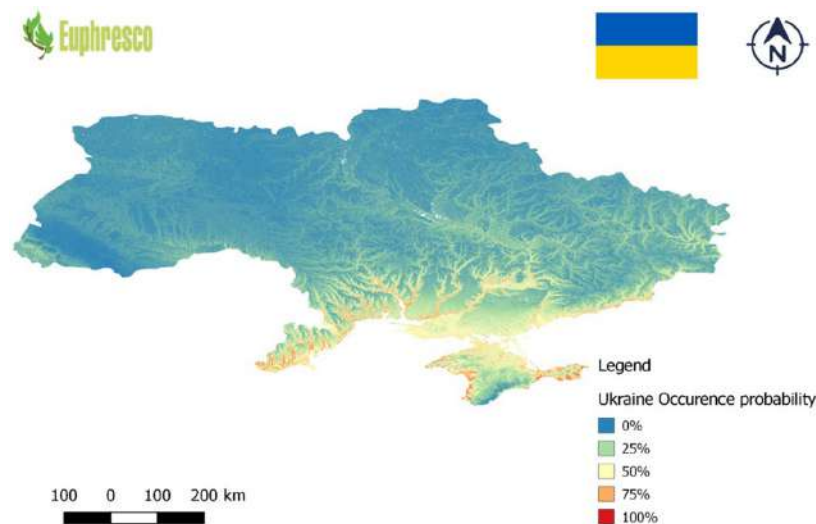 Euphresco
N
Legend
Ukraine Occurence probability
0%
25%
50%
75%
100%
100 0 100 200 km